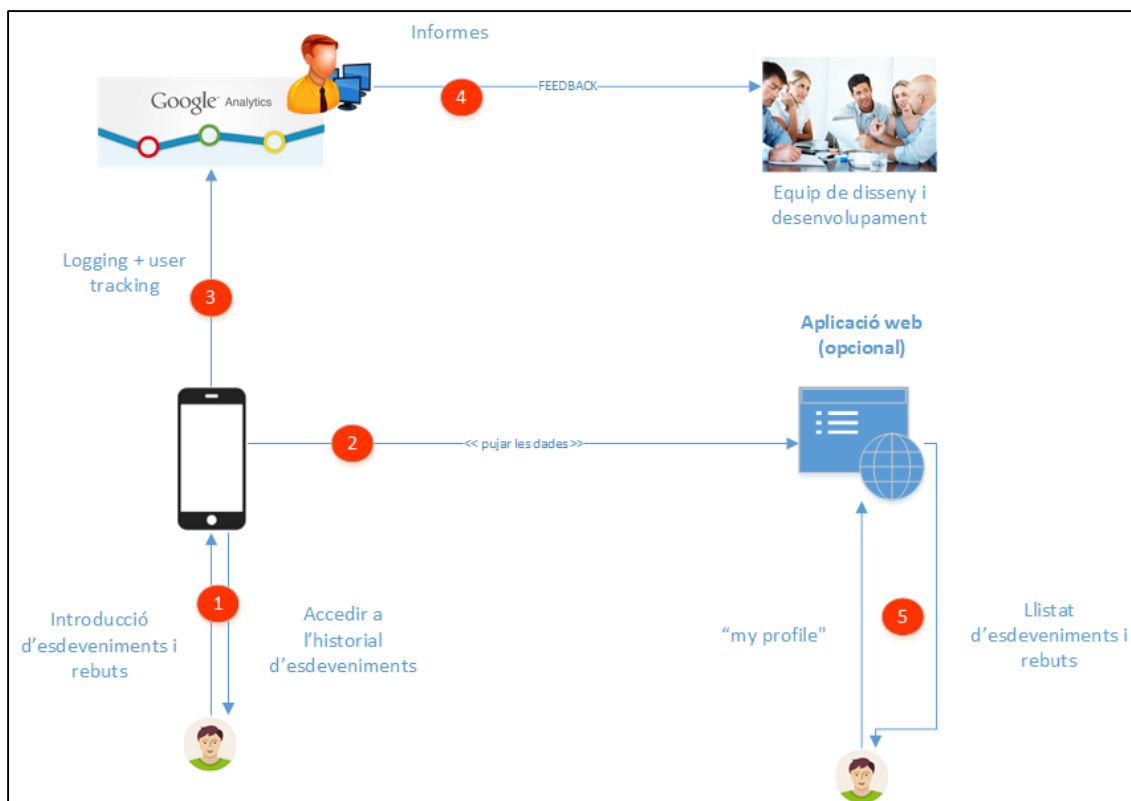 Informes
Google Analytics
4
FEEDBACK
Equip de disseny i
desenvolupament
Logging + user
tracking
3
Aplicació web
(opcional)
2
<< pujar les dades>>
1
Introducció
d'esdeveniments i
rebuts
Accedir a
l'historial
d'esdeveniments
"my profile"
5
Llistat
d'esdeveniments i
rebuts